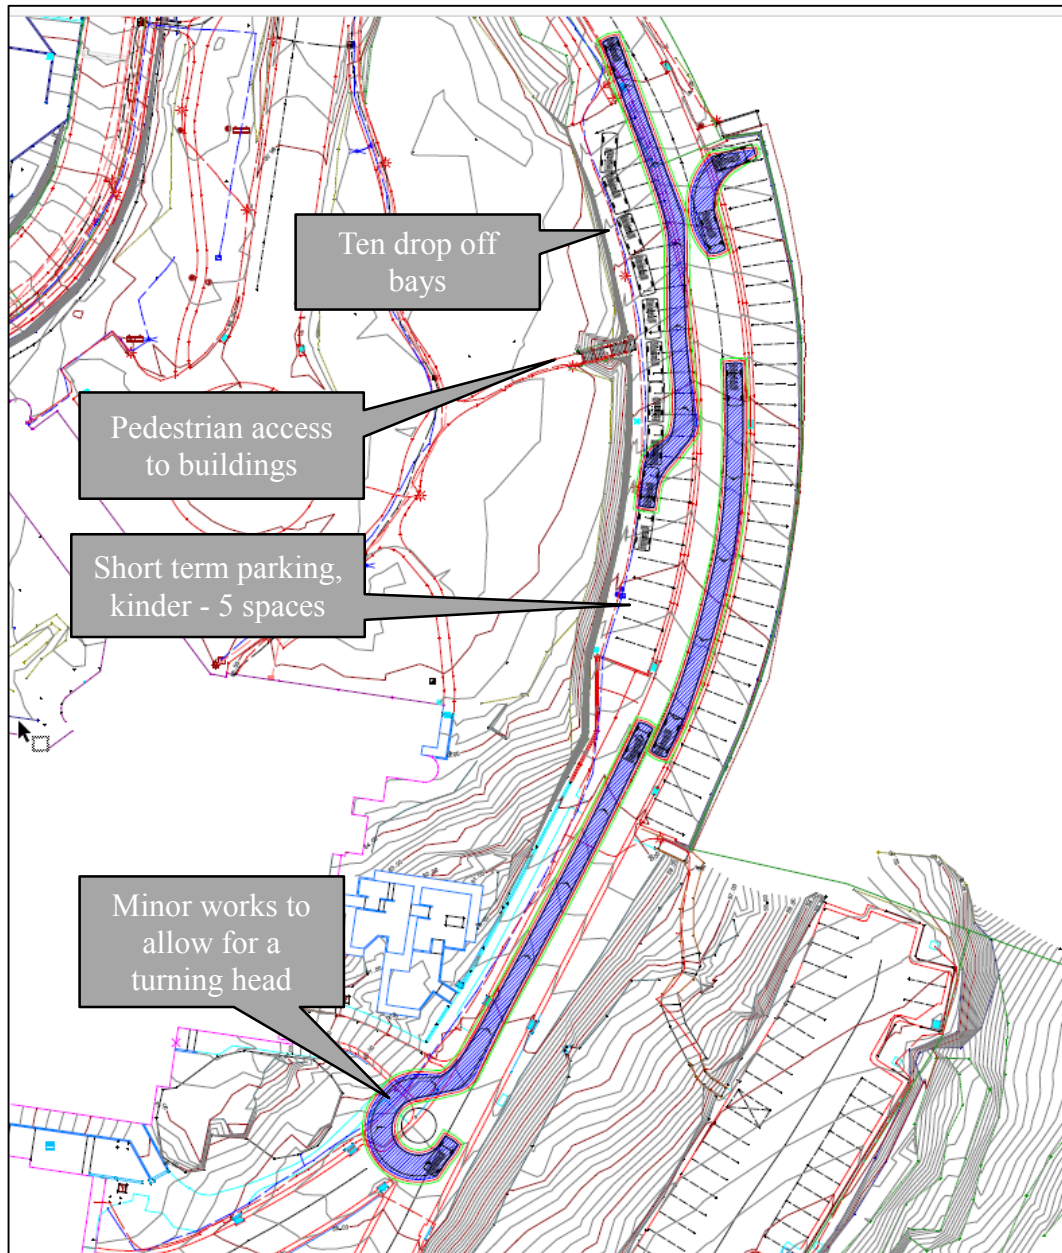 Ten drop off
bays
Pedestrian access
to buildings
Short term parking,
kinder - 5 spaces
Minor works to
allow for a
turning head